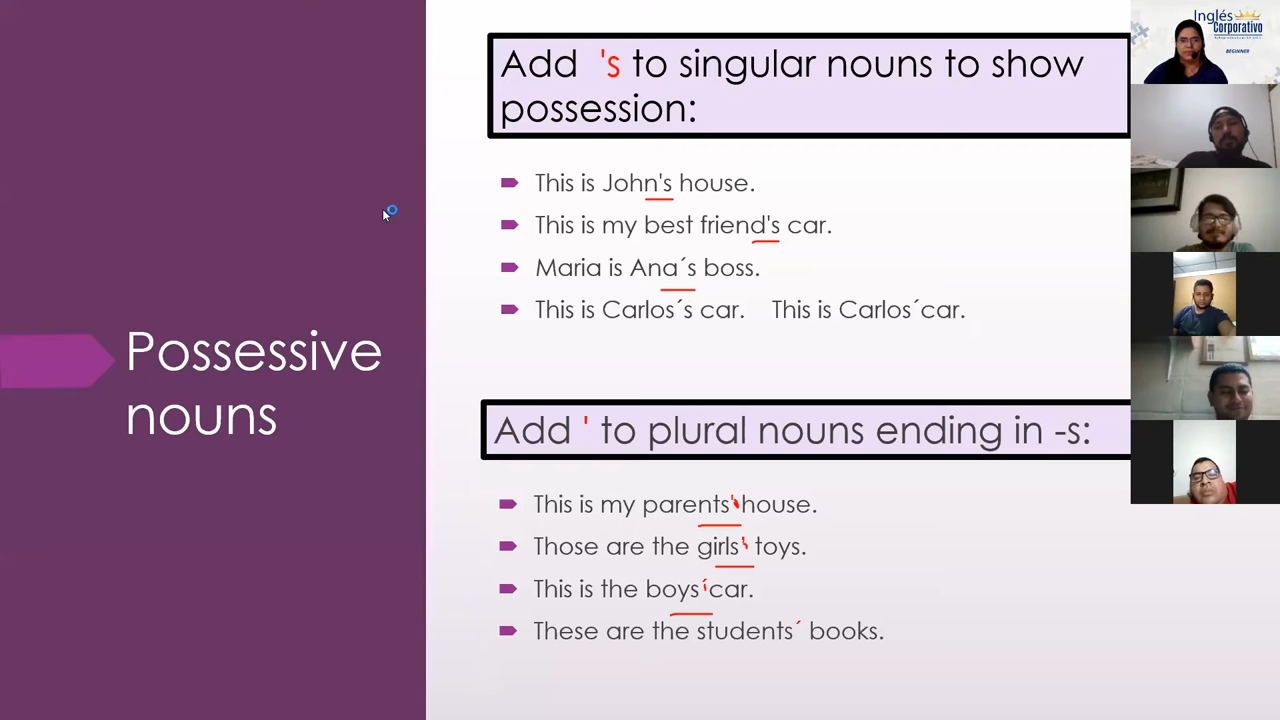 Possessive
nouns
Add 's to singular nouns to show
possession:
This is John's house.
This is my best friend's car.
Maria is Ana´s boss.
This is Carlos´s car. This is Carlos´car.
Add ' to plural nouns ending in -s:
This is my parents' house.
Those are the girls' toys.
This is the boys´car.
These are the students´ books.
Inglés
Corporativo
BEGINNER